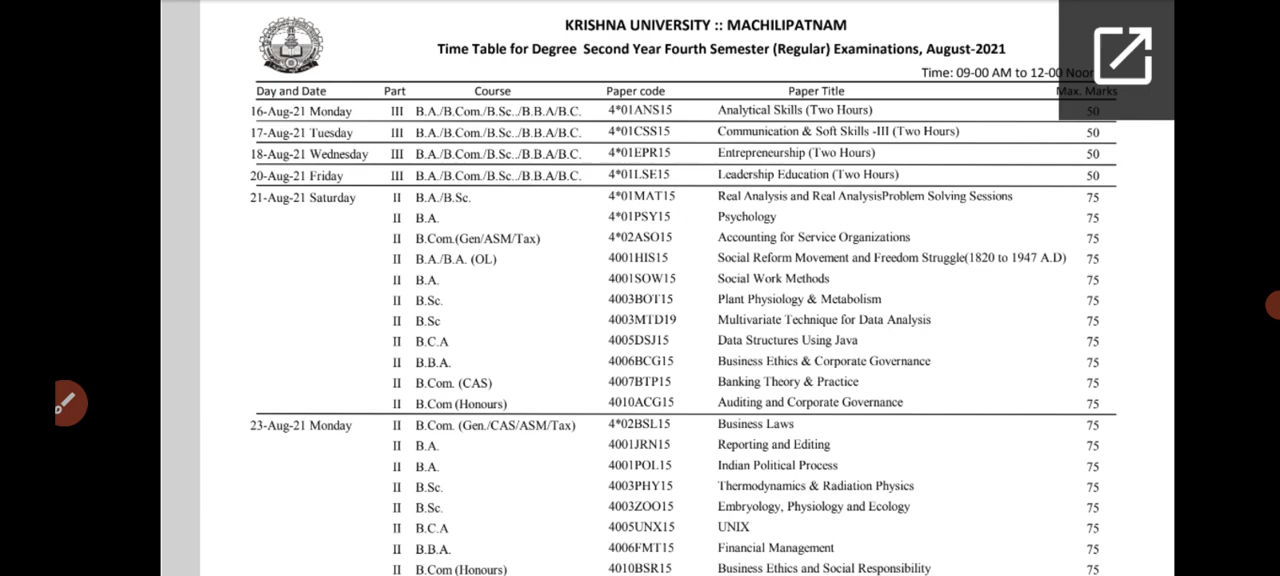 KRISHNA UNIVERSITY :: MACHILIPATNAM
Time Table for Degree Second Year Fourth Semester (Regular) Examinations, August-2021
Time: 09-00 AM to 12-00 Noon
Day and Date Part Course Paper code Paper Title Max. Marks
16-Aug-21 Monday III B.A./B.Com./B.Sc../B.B.A/B.C. 4*01ANS15 Analytical Skills (Two Hours) 50
17-Aug-21 Tuesday III B.A./B.Com./B.Sc../B.B.A/B.C. 4*01CSS15 Communication & Soft Skills -III (Two Hours) 50
18-Aug-21 Wednesday III B.A./B.Com./B.Sc../B.B.A/B.C. 4*01EPR15 Entrepreneurship (Two Hours) 50
20-Aug-21 Friday III B.A./B.Com./B.Sc../B.B.A/B.C. 4*01LSE15 Leadership Education (Two Hours) 50
21-Aug-21 Saturday II B.A./B.Sc. 4*01MAT15 Real Analysis and Real AnalysisProblem Solving Sessions 75
II B.A. 4*01PSY15 Psychology 75
II B.Com.(Gen/ASM/Tax) 4*02ASO15 Accounting for Service Organizations 75
II B.A./B.A. (OL) 4001HIS15 Social Reform Movement and Freedom Struggle(1820 to 1947 A.D) 75
II B.A. 4001SOW15 Social Work Methods 75
II B.Sc. 4003BOT15 Plant Physiology & Metabolism 75
II B.Sc 4003MTD19 Multivariate Technique for Data Analysis 75
II B.C.A 4005DSJ15 Data Structures Using Java 75
II B.B.A. 4006BCG15 Business Ethics & Corporate Governance 75
II B.Com. (CAS) 4007BTP15 Banking Theory & Practice 75
II B.Com (Honours) 4010ACG15 Auditing and Corporate Governance 75
23-Aug-21 Monday II B.Com. (Gen./CAS/ASM/Tax) 4*02BSL15 Business Laws 75
II B.A. 4001JRN15 Reporting and Editing 75
II B.A. 4001POL15 Indian Political Process 75
II B.Sc. 4003PHY15 Thermodynamics & Radiation Physics 75
II B.Sc. 4003ZOO15 Embryology, Physiology and Ecology 75
II B.C.A 4005UNX15 UNIX 75
II B.B.A. 4006FMT15 Financial Management 75
II B.Com (Honours) 4010BSR15 Business Ethics and Social Responsibility 75